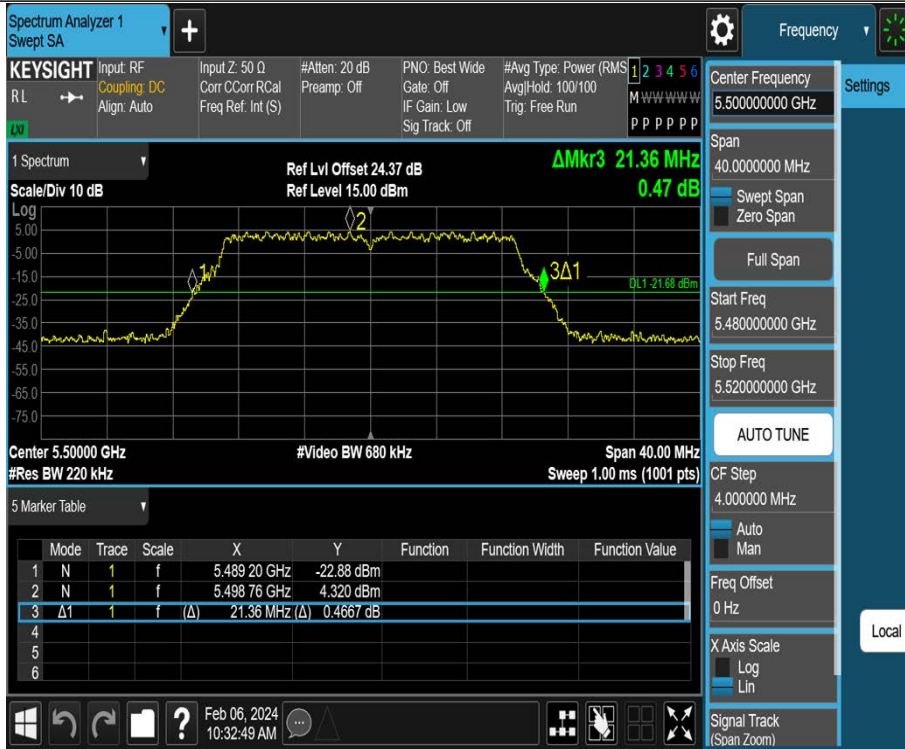 Spectrum Analyzer 1
Swept SA
+
Frequency
KEYSIGHT
RL
LXI
Input: RF
Coupling: DC
Align: Auto
Input Z: 50 Ω
Corr CCorr RCal
Freq Ref: Int (S)
#Atten: 20 dB
Preamp: Off
PNO: Best Wide
Gate: Off
IF Gain: Low
Sig Track: Off
#Avg Type: Power (RMS
Avg|Hold: 100/100
Trig: Free Run
1 2 3 4 5 6
M W W W W W
P P P P P P
1 Spectrum
Scale/Div 10 dB
Ref Lvl Offset 24.37 dB
Ref Level 15.00 dBm
ΔMkr3 21.36 MHz
0.47 dB
Log
5.00
-5.00
-15.0
-25.0
-35.0
-45.0
-55.0
-65.0
-75.0
1
2
3Δ1
DL1 -21.68 dBm
Center 5.50000 GHz
#Video BW 680 kHz
Span 40.00 MHz
#Res BW 220 kHz
Sweep 1.00 ms (1001 pts)
5 Marker Table
Mode Trace Scale X Y Function Function Width Function Value
1 N 1 f 5.489 20 GHz -22.88 dBm
2 N 1 f 5.498 76 GHz 4.320 dBm
3 Δ1 1 f (Δ) 21.36 MHz (Δ) 0.4667 dB
4
5
6
?
Feb 06, 2024
10:32:49 AM
Center Frequency
5.500000000 GHz
Span
40.0000000 MHz
Swept Span
Zero Span
Full Span
Start Freq
5.480000000 GHz
Stop Freq
5.520000000 GHz
AUTO TUNE
CF Step
4.000000 MHz
Auto
Man
Freq Offset
0 Hz
X Axis Scale
Log
Lin
Signal Track
(Span Zoom)
Settings
Local